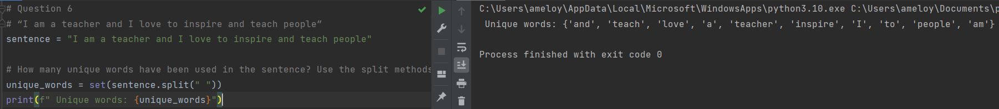 # Question 6
# “I am a teacher and I love to inspire and teach people”
sentence = "I am a teacher and I love to inspire and teach people"
# How many unique words have been used in the sentence? Use the split methods
unique_words = set(sentence.split(" "))
print(f" Unique words: {unique_words}")
C:\Users\ameloy\AppData\Local\Microsoft\WindowsApps\python3.10.exe C:\Users\ameloy\Documents\p
Unique words: {'and', 'teach', 'love', 'a', 'teacher', 'inspire', 'I', 'to', 'people', 'am'}
Process finished with exit code 0